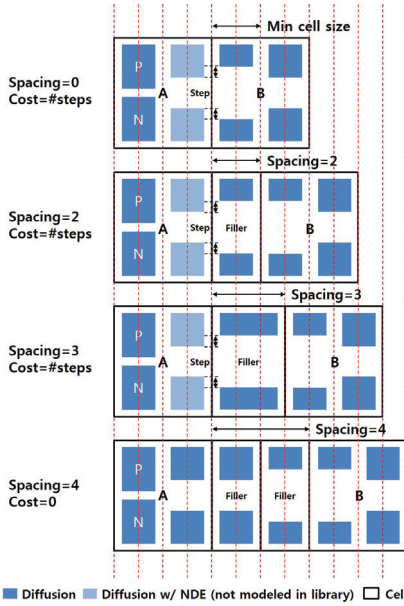 Min cell size
Spacing=0
Cost=#steps
P
N
A
Step
B
Spacing=2
Spacing=2
Cost=#steps
P
N
A
Step
Filler
B
Spacing=3
Spacing=3
Cost=#steps
P
N
A
Step
Filler
B
Spacing=4
Spacing=4
Cost=0
P
N
A
Filler
Filler
B
Diffusion
Diffusion w/ NDE (not modeled in library)
Cel